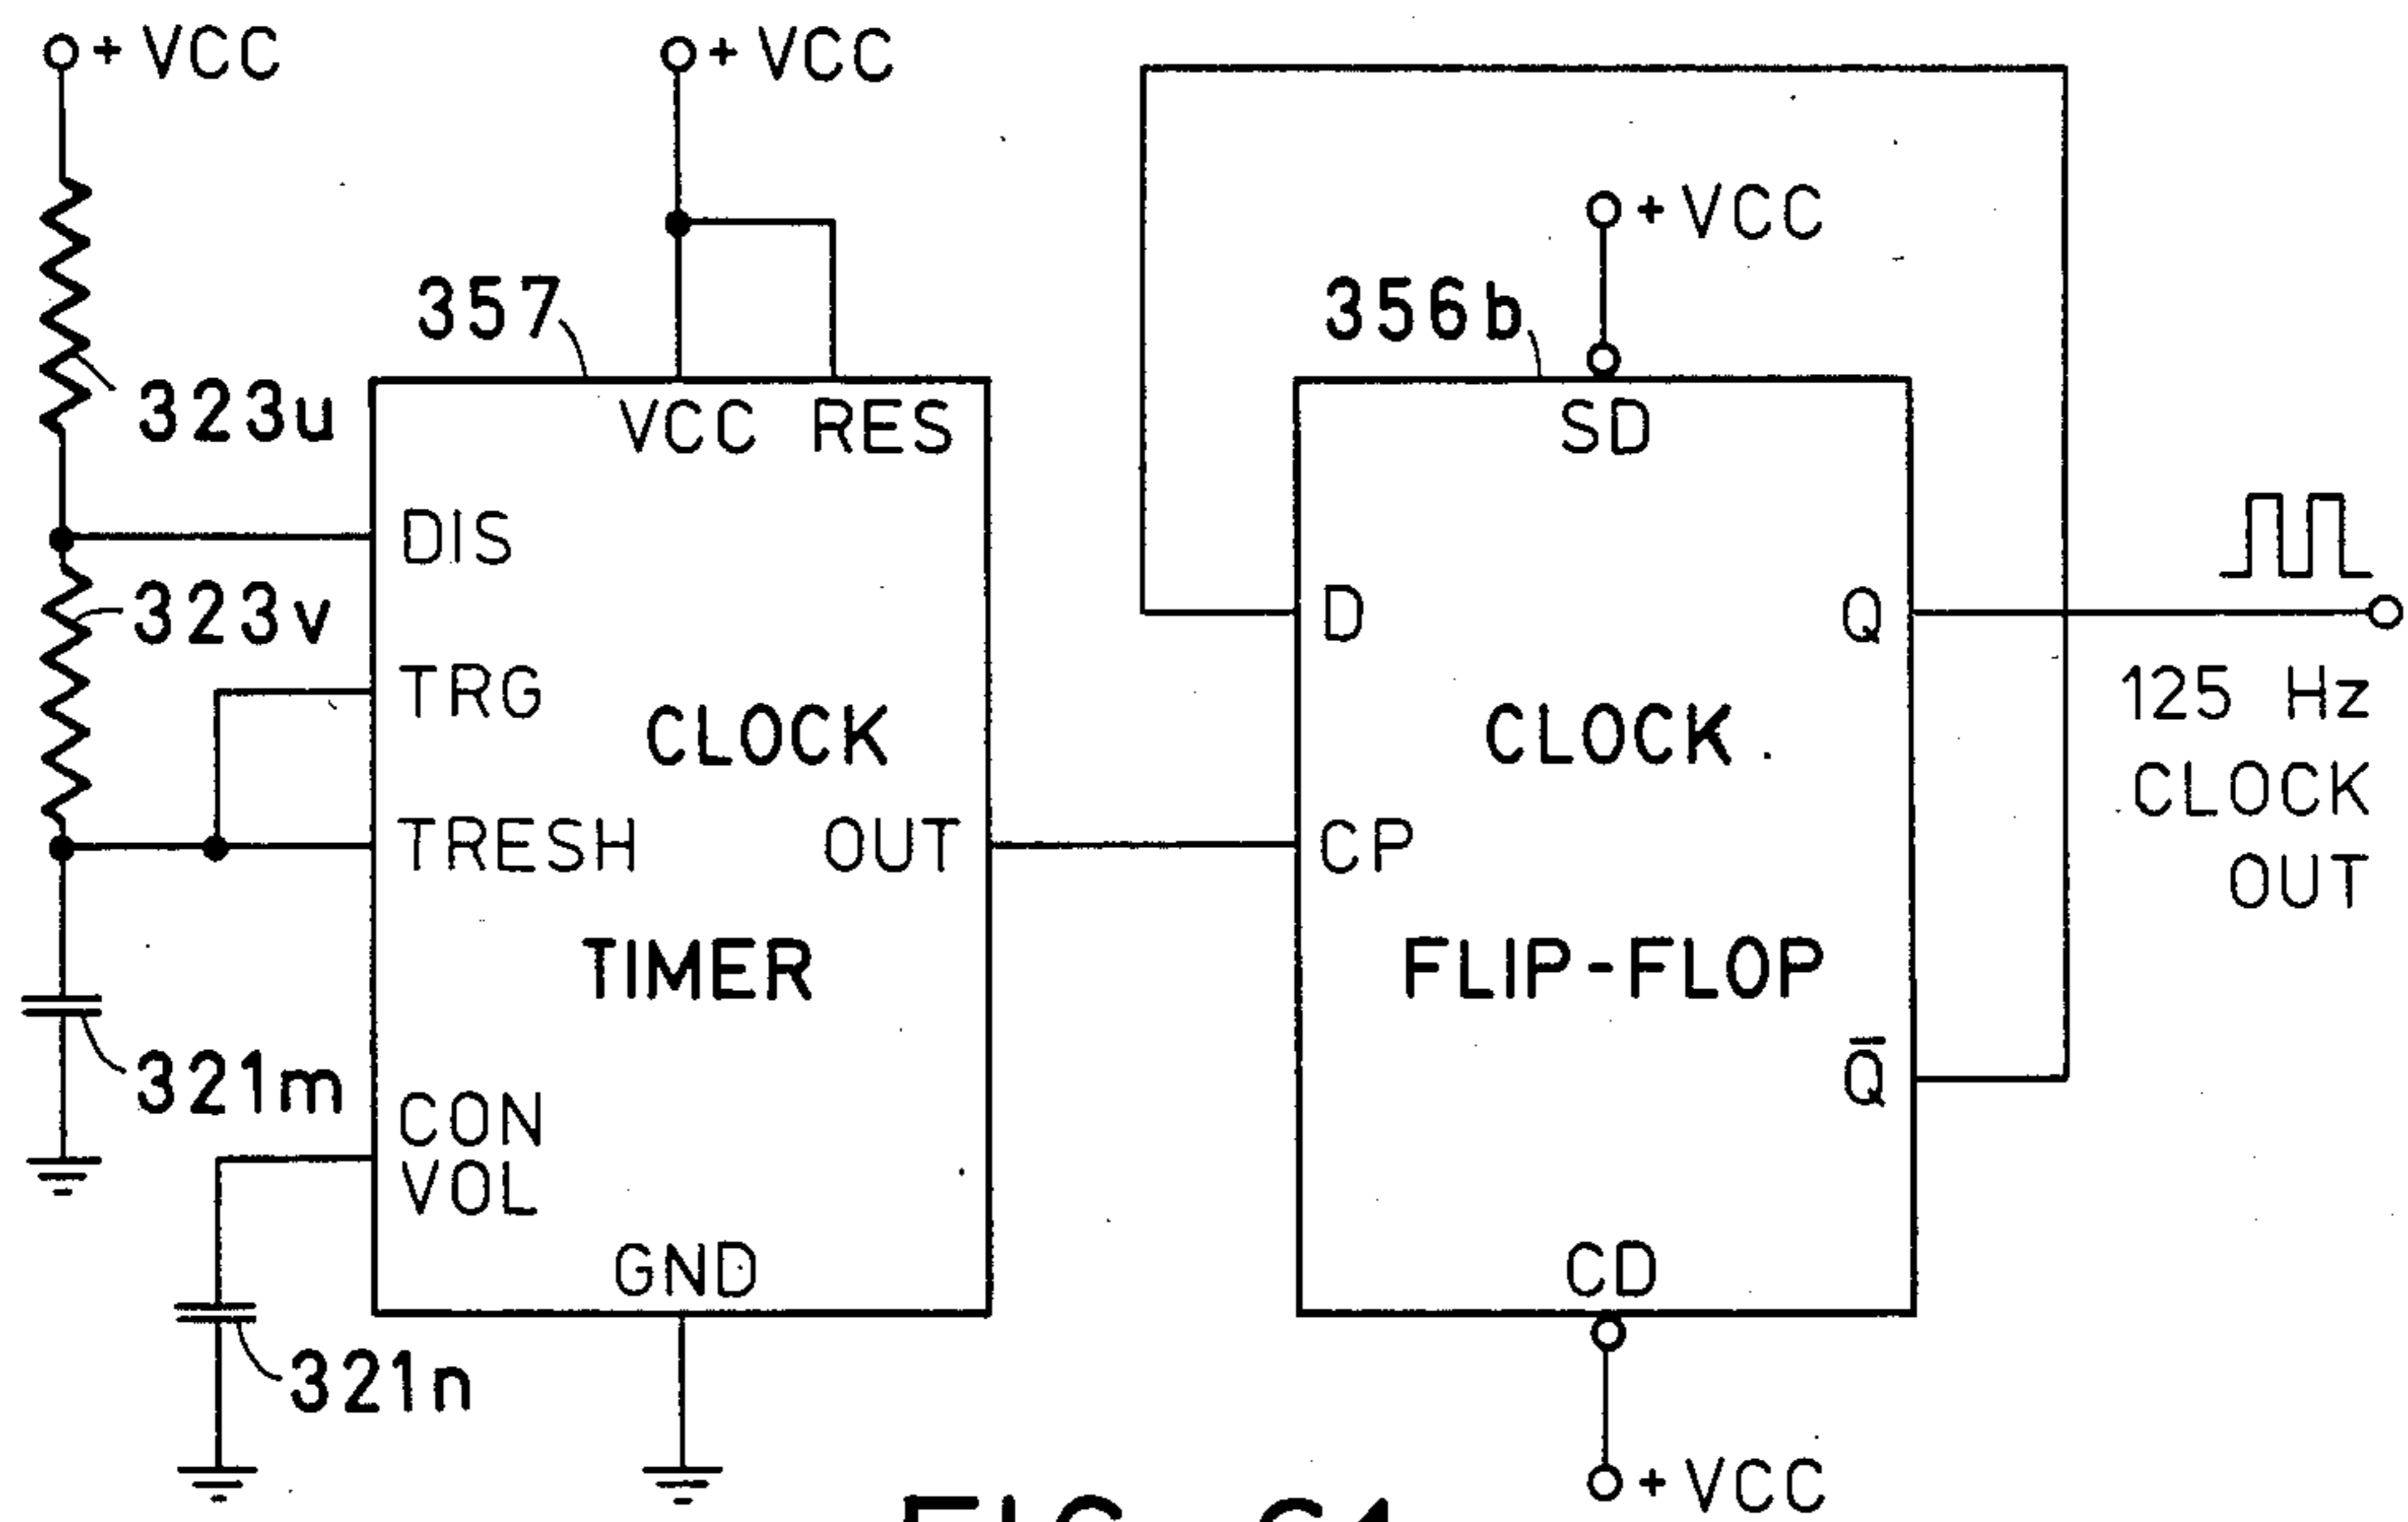 + VCC
+ VCC
+ VCC
357
356b
323u
VCC RES
SD
DIS
323v
D
Q
TRG
125 Hz
CLOCK
CLOCK
CLOCK
TRESH
OUT
CP
OUT
TIMER
FLIP-FLOP
321m
Q̅
CON
VOL
GND
CD
321n
+ VCC